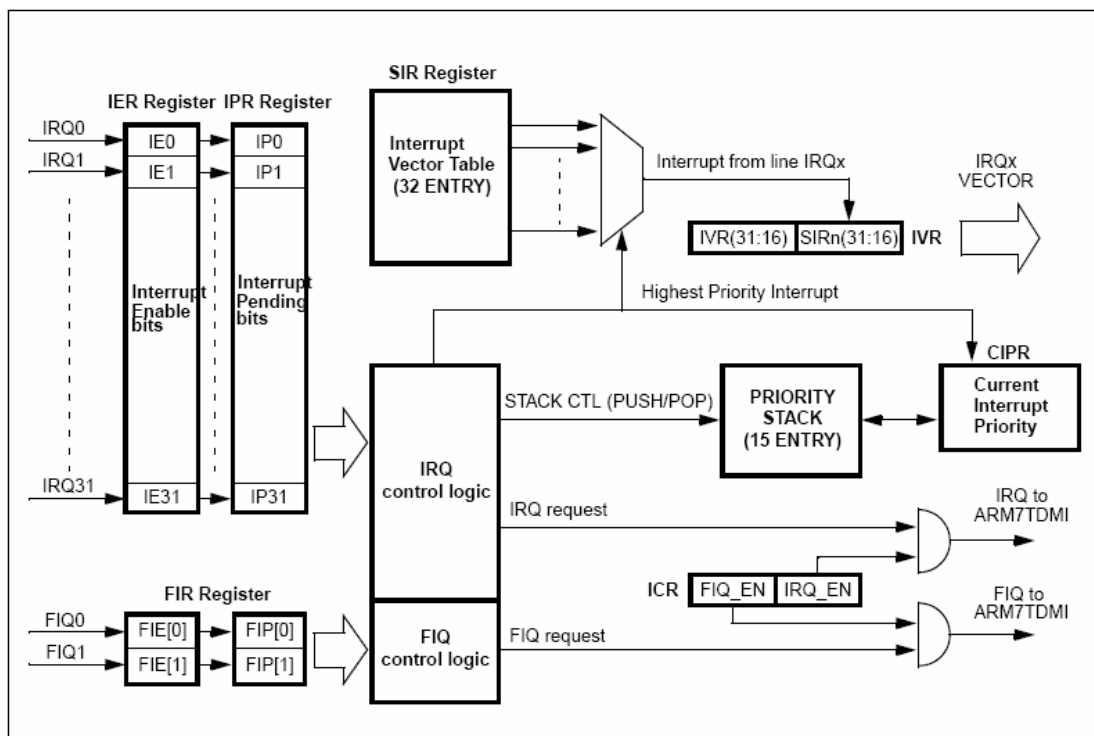 SIR Register
IER Register IPR Register
IRQ0
IE0
IP0
IRQ1
IE1
IP1
Interrupt
Vector Table
(32 ENTRY)
Interrupt from line IRQx
IRQx
VECTOR
IVR(31:16)
SIRn(31:16)
IVR
Interrupt
Enable
bits
Interrupt
Pending
bits
Highest Priority Interrupt
CIPR
STACK CTL (PUSH/POP)
PRIORITY
STACK
(15 ENTRY)
Current
Interrupt
Priority
IRQ
control logic
IRQ31
IE31
IP31
IRQ request
IRQ to
ARM7TDMI
ICR
FIQ_EN
IRQ_EN
FIR Register
FIQ0
FIE[0]
FIP[0]
FIQ1
FIE[1]
FIP[1]
FIQ
control logic
FIQ request
FIQ to
ARM7TDMI